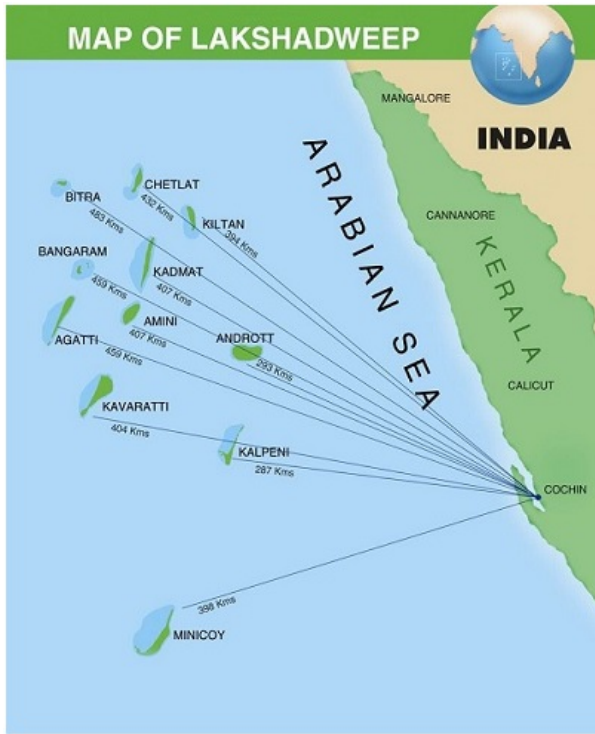 MAP OF LAKSHADWEEP
MANGALORE
INDIA
ARABIAN SEA
CHETLAT
432 Kms
BITRA
483 Kms
KILTAN
394 Kms
CANNANORE
KERALA
BANGARAM
459 Kms
KADMAT
407 Kms
AMINI
407 Kms
AGATTI
459 Kms
ANDROTT
293 Kms
CALICUT
KAVARATTI
404 Kms
KALPENI
287 Kms
COCHIN
398 Kms
MINICOY